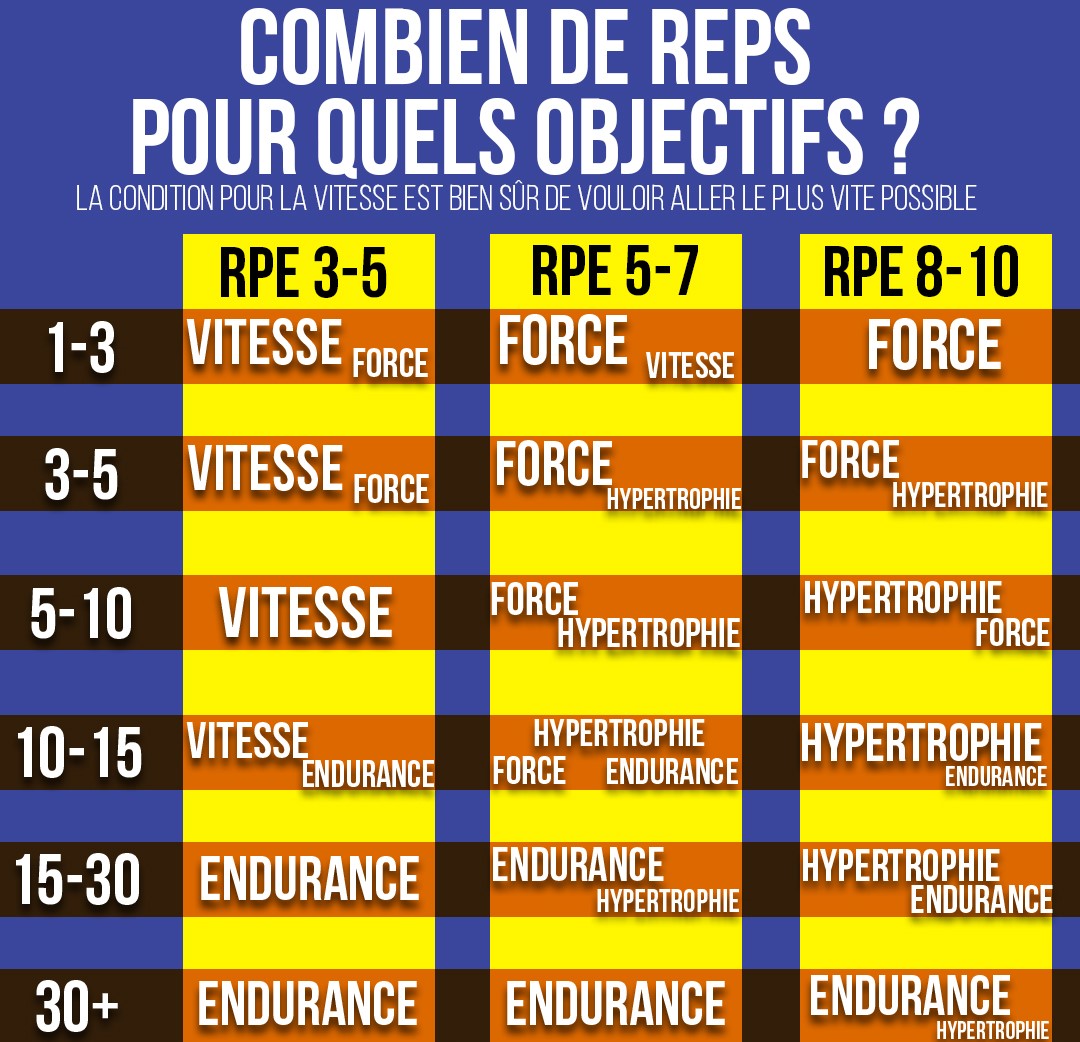 COMBIEN DE REPS
POUR QUELS OBJECTIFS ?
LA CONDITION POUR LA VITESSE EST BIEN SÛR DE VOULOIR ALLER LE PLUS VITE POSSIBLE
RPE 3-5 RPE 5-7 RPE 8-10
1-3 VITESSE FORCE FORCE VITESSE FORCE
3-5 VITESSE FORCE FORCE HYPERTROPHIE FORCE HYPERTROPHIE
5-10 VITESSE FORCE HYPERTROPHIE HYPERTROPHIE FORCE
10-15 VITESSE ENDURANCE HYPERTROPHIE FORCE ENDURANCE HYPERTROPHIE ENDURANCE
15-30 ENDURANCE ENDURANCE HYPERTROPHIE HYPERTROPHIE ENDURANCE
30+ ENDURANCE ENDURANCE ENDURANCE HYPERTROPHIE